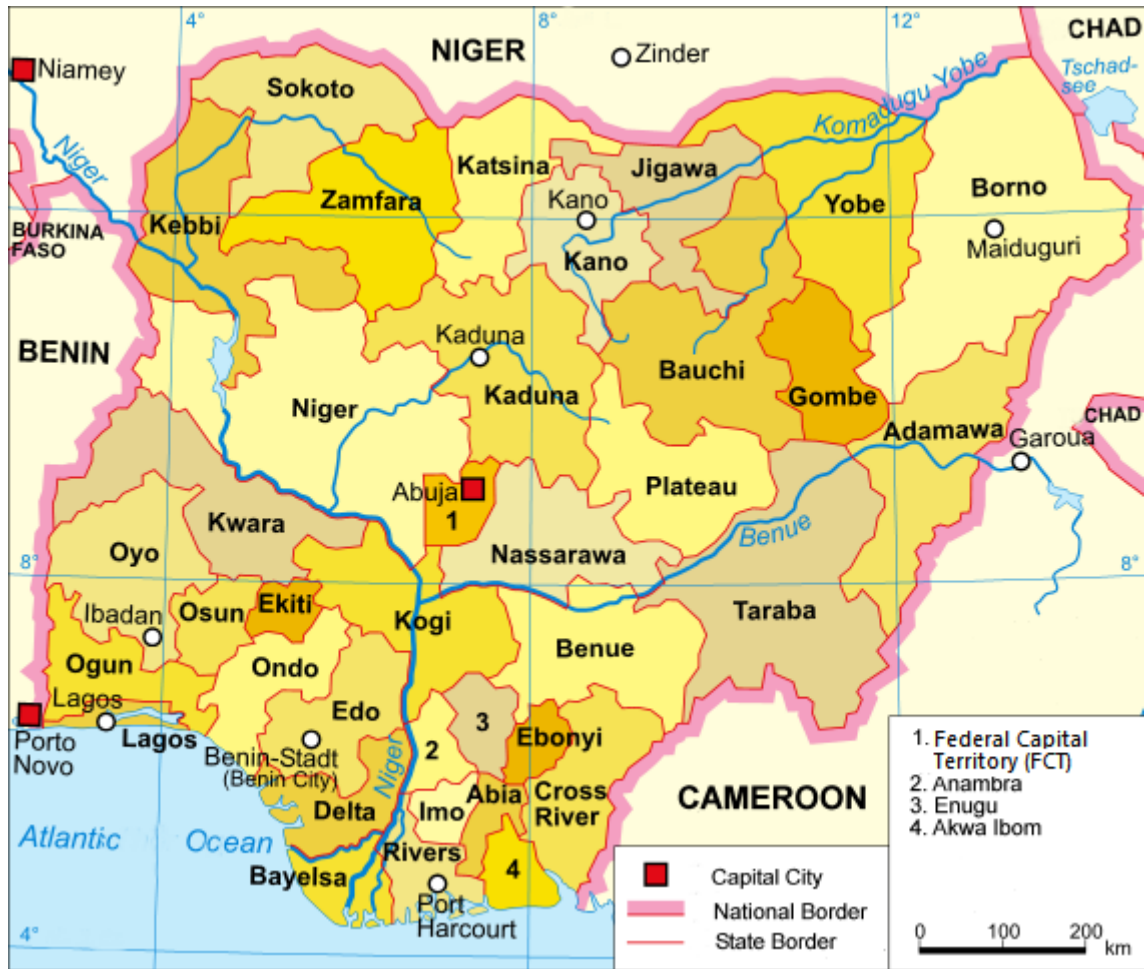 4°
8°
12°
CHAD
NIGER
Zinder
Niamey
Tschad-
see
Sokoto
Komadugu Yobe
Niger
Katsina
Jigawa
Zamfara
Kano
Yobe
Borno
Kebbi
BURKINA
FASO
Maiduguri
Kano
Kaduna
BENIN
Bauchi
Niger
Kaduna
Gombe
CHAD
Adamawa
Garoua
Abuja
Plateau
1
Kwara
Benue
Oyo
Nassarawa
8°
8°
Ekiti
Osun
Ibadan
Kogi
Taraba
Benue
Ogun
Ondo
Lagos
Edo
3
Porto
Novo
Lagos
Ebonyi
Benin-Stadt
(Benin City)
2
Niger
Abia
Cross
River
CAMEROON
Delta
Imo
Atlantic Ocean
Rivers
Bayelsa
4
Port
Harcourt
4°
1. Federal Capital
Territory (FCT)
2. Anambra
3. Enugu
4. Akwa Ibom
Capital City
National Border
State Border
0 100 200
km